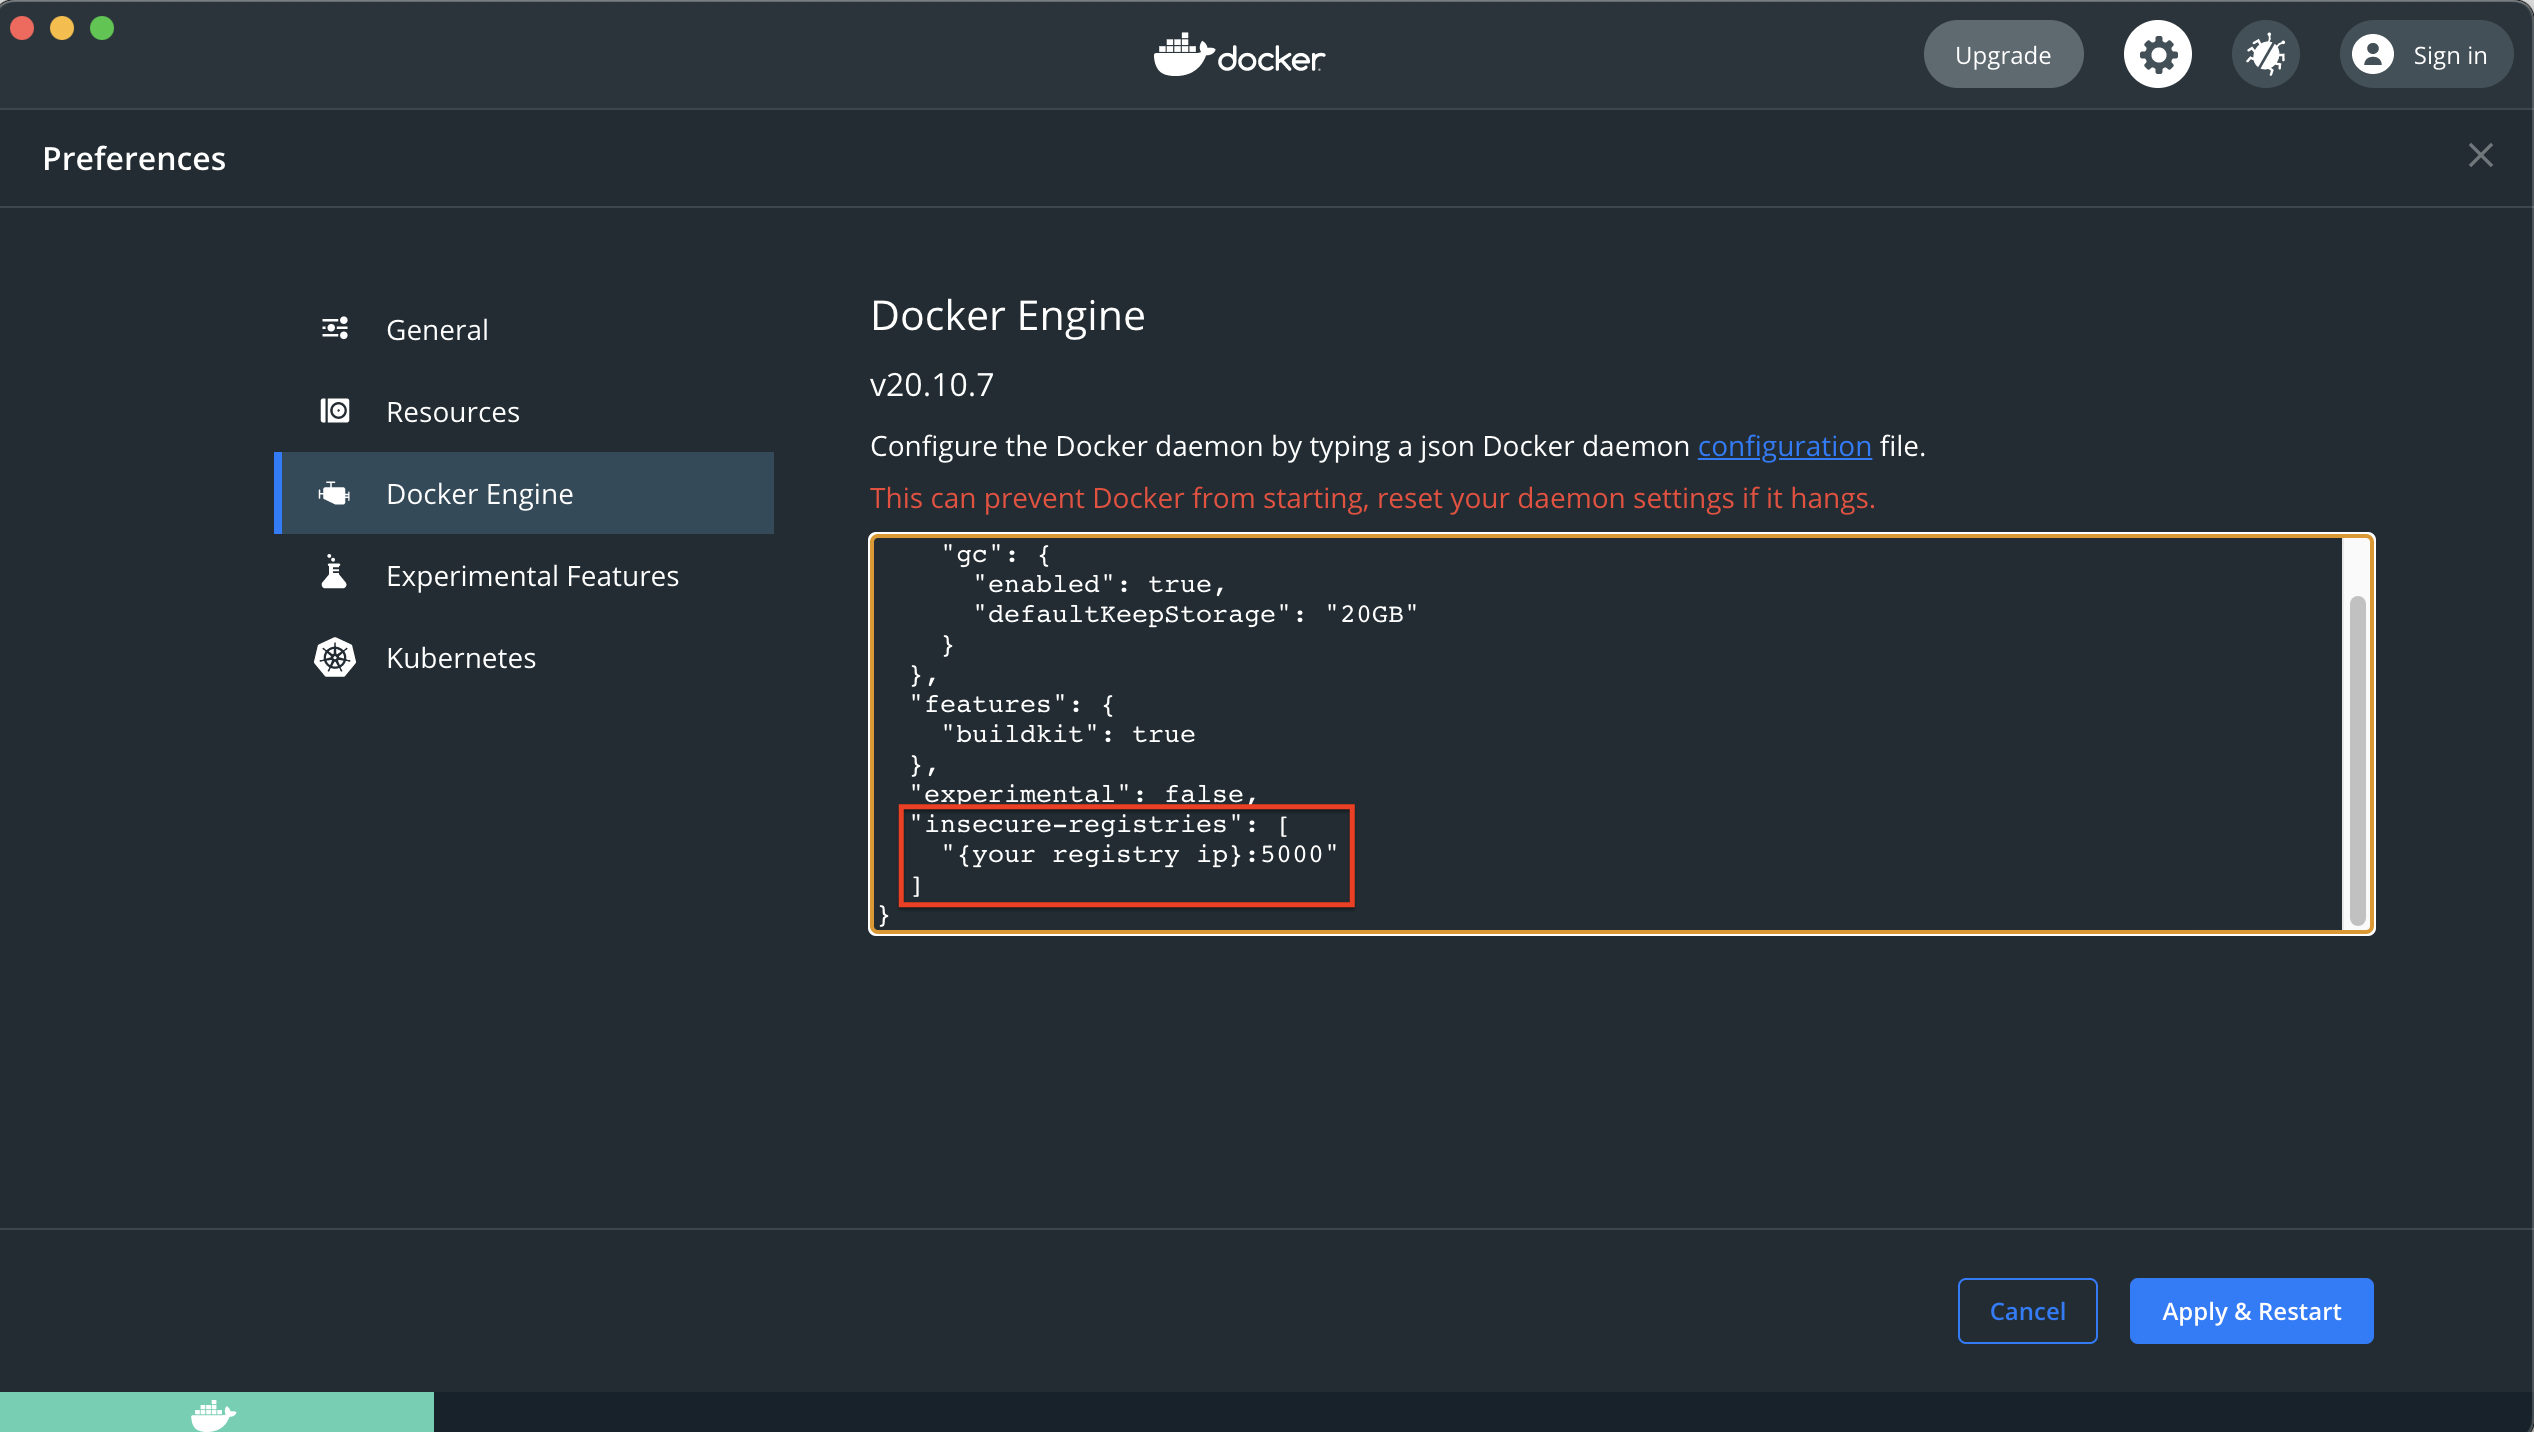 docker
Upgrade
Sign in
Preferences
General
Resources
Docker Engine
Experimental Features
Kubernetes
Docker Engine
v20.10.7
Configure the Docker daemon by typing a json Docker daemon configuration file.
This can prevent Docker from starting, reset your daemon settings if it hangs.
"gc": {
"enabled": true,
"defaultKeepStorage": "20GB"
}
},
"features": {
"buildkit": true
},
"experimental": false,
"insecure-registries": [
"{your registry ip}:5000"
]
}
Cancel
Apply & Restart